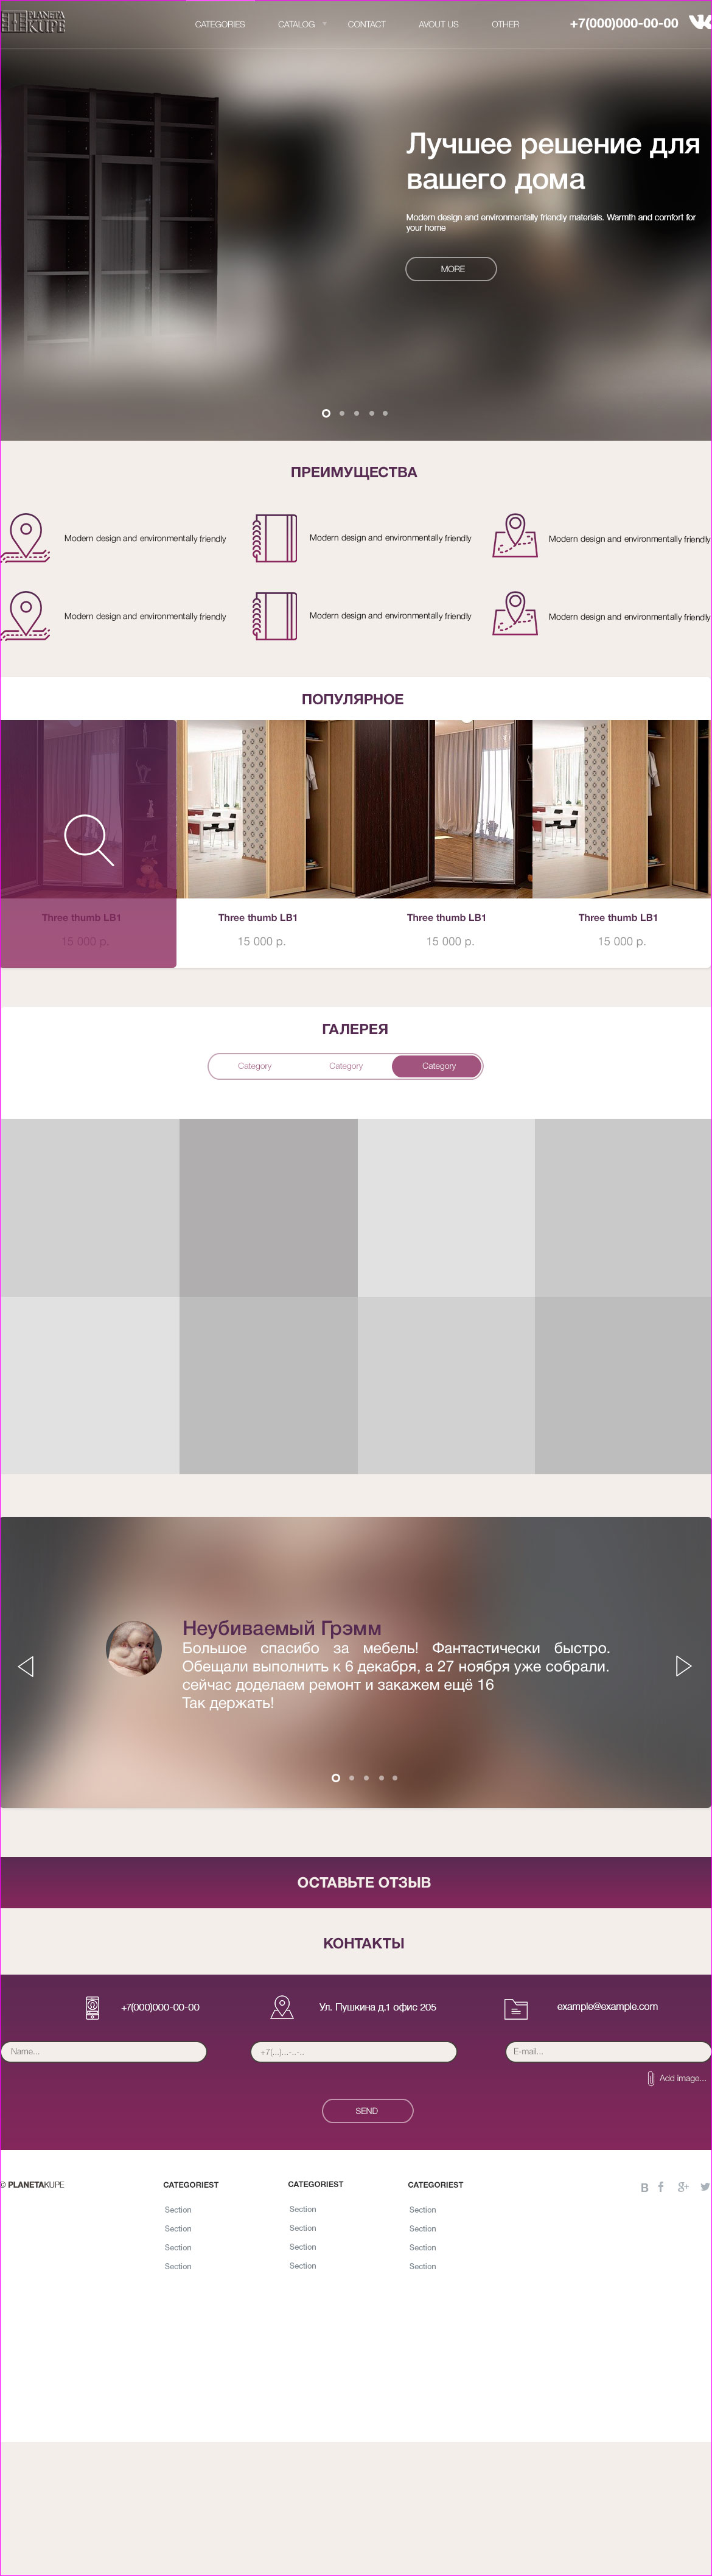 PLANETA
KUPE
CATEGORIES CATALOG CONTACT AVOUT US OTHER +7(000)000-00-00
Лучшее решение для
вашего дома
Modern design and environmentally friendly materials. Warmth and comfort for
your home
MORE
ПРЕИМУЩЕСТВА
Modern design and environmentally friendly
Modern design and environmentally friendly
Modern design and environmentally friendly
Modern design and environmentally friendly
Modern design and environmentally friendly
Modern design and environmentally friendly
ПОПУЛЯРНОЕ
Three thumb LB1 Three thumb LB1 Three thumb LB1 Three thumb LB1
15 000 р. 15 000 р. 15 000 р. 15 000 р.
ГАЛЕРЕЯ
Category Category Category
Неубиваемый Грэмм
Большое спасибо за мебель! Фантастически быстро.
Обещали выполнить к 6 декабря, а 27 ноября уже собрали.
сейчас доделаем ремонт и закажем ещё 16
Так держать!
ОСТАВЬТЕ ОТЗЫВ
КОНТАКТЫ
+7(000)000-00-00 Ул. Пушкина д.1 офис 205 example@example.com
Name... +7(...)...-..-.. E-mail...
Add image...
SEND
© PLANETAKUPE CATEGORIEST CATEGORIEST CATEGORIEST
Section Section Section
Section Section Section
Section Section Section
Section Section Section